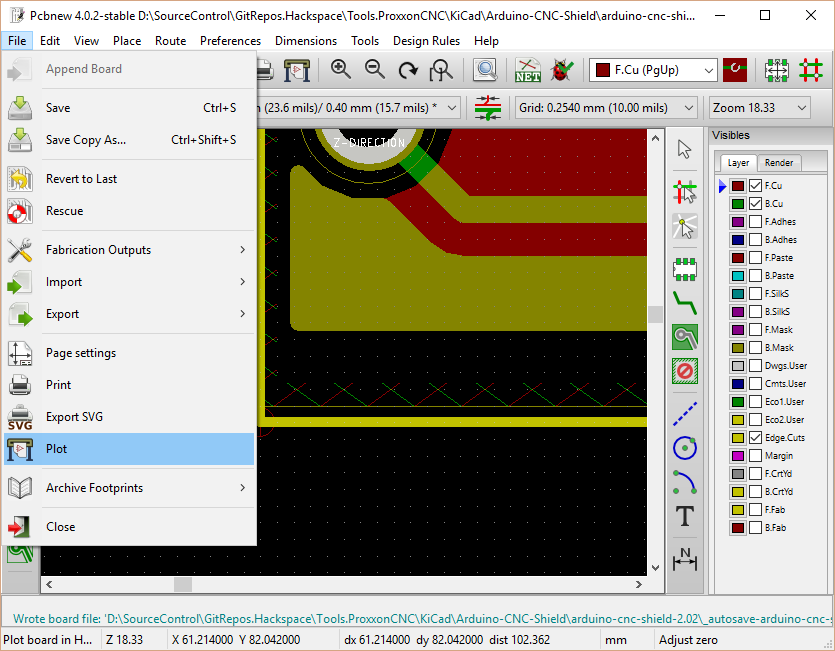 Pcbnew 4.0.2-stable D:\SourceControl\GitRepos.Hackspace\Tools.ProxxonCNC\KiCad\Arduino-CNC-Shield\arduino-cnc-shi...
File Edit View Place Route Preferences Dimensions Tools Design Rules Help
Append Board
NET
F.Cu (PgUp)
Save Ctrl+S
(23.6 mils)/ 0.40 mm (15.7 mils) *
Grid: 0.2540 mm (10.00 mils)
Zoom 18.33
Save Copy As... Ctrl+Shift+S
Revert to Last
Rescue
Fabrication Outputs
Import
Export
Page settings
Print
Export SVG
SVG
Plot
Archive Footprints
Close
Z-DIRECTION
T
N
Visibles
Layer Render
F.Cu
B.Cu
F.Adhes
B.Adhes
F.Paste
B.Paste
F.SilkS
B.SilkS
F.Mask
B.Mask
Dwgs.User
Cmts.User
Eco1.User
Eco2.User
Edge.Cuts
Margin
F.CrtYd
B.CrtYd
F.Fab
B.Fab
Wrote board file: 'D:\SourceControl\GitRepos.Hackspace\Tools.ProxxonCNC\KiCad\Arduino-CNC-Shield\arduino-cnc-shield-2.02\_autosave-arduino-cnc-s
Plot board in H... Z 18.33 X 61.214000 Y 82.042000 dx 61.214000 dy 82.042000 dist 102.362 mm Adjust zero